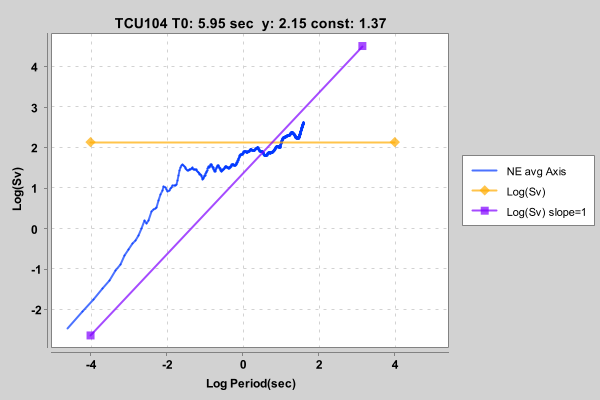 TCU104 T0: 5.95 sec  y: 2.15 const: 1.37
Log(Sv)
4
3
2
1
0
-1
-2
-4
-2
0
2
4
Log Period(sec)
NE avg Axis
Log(Sv)
Log(Sv) slope=1